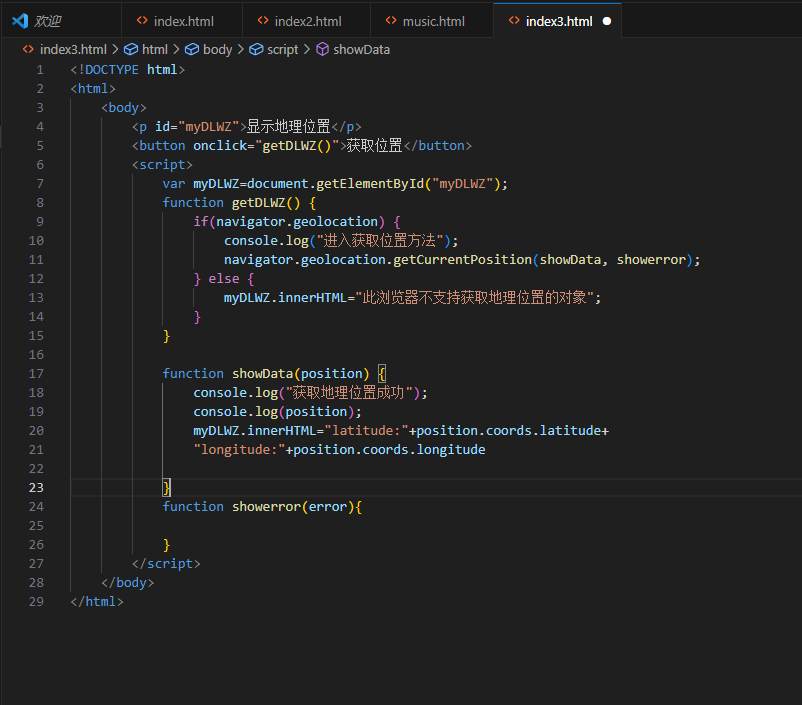 欢迎 index.html index2.html music.html index3.html
index3.html > html > body > script > showData
1 <!DOCTYPE html>
2 <html>
3 <body>
4 <p id="myDLWZ">显示地理位置</p>
5 <button onclick="getDLWZ()">获取位置</button>
6 <script>
7 var myDLWZ=document.getElementById("myDLWZ");
8 function getDLWZ() {
9 if(navigator.geolocation) {
10 console.log("进入获取位置方法");
11 navigator.geolocation.getCurrentPosition(showData, showerror);
12 } else {
13 myDLWZ.innerHTML="此浏览器不支持获取地理位置的对象";
14 }
15 }
16
17 function showData(position) {
18 console.log("获取地理位置成功");
19 console.log(position);
20 myDLWZ.innerHTML="latitude:"+position.coords.latitude+
21 "longitude:"+position.coords.longitude
22
23 }
24 function showerror(error){
25
26 }
27 </script>
28 </body>
29 </html>